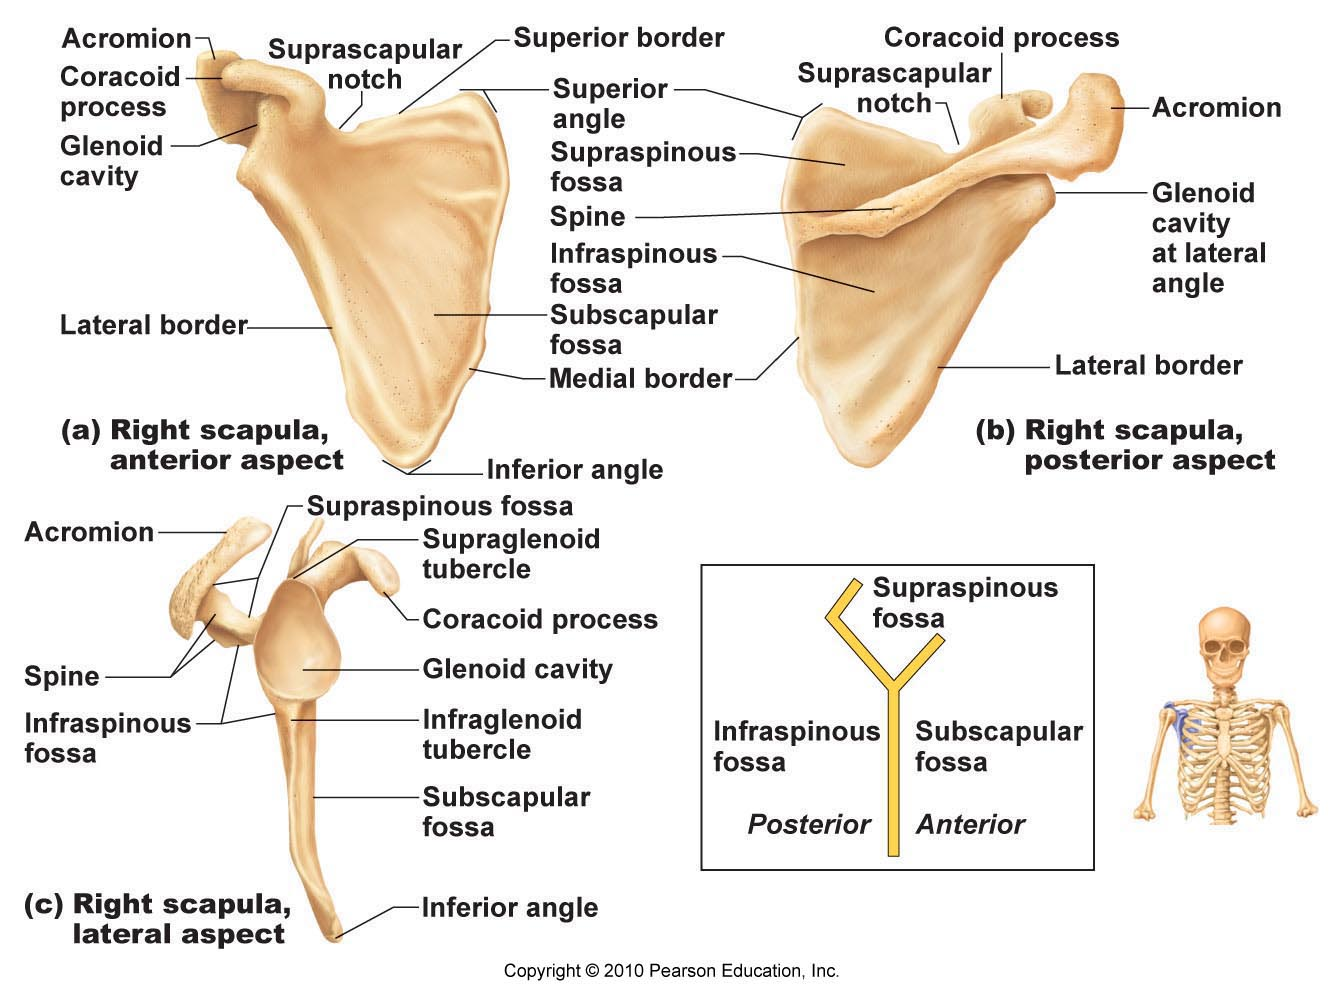 Acromion
Coracoid
process
Glenoid
cavity
Suprascapular
notch
Superior border
Superior
angle
Supraspinous
fossa
Spine
Infraspinous
fossa
Subscapular
fossa
Medial border
Lateral border
(a) Right scapula,
anterior aspect
Inferior angle
Coracoid process
Suprascapular
notch
Acromion
Glenoid
cavity
at lateral
angle
Lateral border
(b) Right scapula,
posterior aspect
Supraspinous fossa
Acromion
Supraglenoid
tubercle
Coracoid process
Glenoid cavity
Spine
Infraspinous
fossa
Infraglenoid
tubercle
Subscapular
fossa
Inferior angle
(c) Right scapula,
lateral aspect
Supraspinous
fossa
Infraspinous
fossa
Subscapular
fossa
Posterior
Anterior
Copyright © 2010 Pearson Education, Inc.